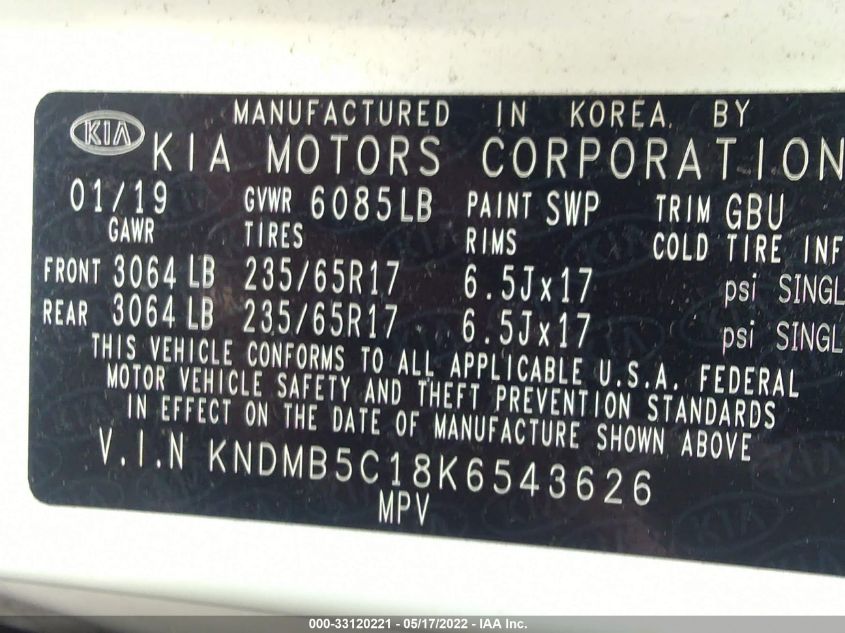 MANUFACTURED IN KOREA BY
KIA KIA MOTORS CORPORATION
01/19 GVWR 6085LB PAINT SWP TRIM GBU
GAWR TIRES RIMS COLD TIRE INF
FRONT 3064 LB 235/65R17 6.5Jx17 psi SINGL
REAR 3064 LB 235/65R17 6.5Jx17 psi SINGL
THIS VEHICLE CONFORMS TO ALL APPLICABLE U.S.A. FEDERAL
MOTOR VEHICLE SAFETY AND THEFT PREVENTION STANDARDS
IN EFFECT ON THE DATE OF MANUFACTURE SHOWN ABOVE
V.I.N KNDMB5C18K6543626
MPV
000-33120221 - 05/17/2022 - IAA Inc.